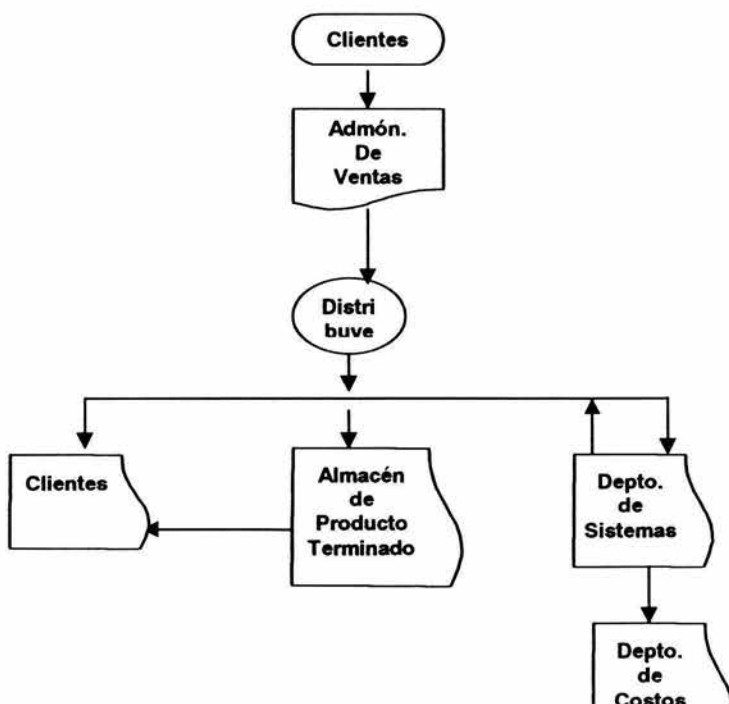 Clientes
Admón.
De
Ventas
Distri
buve
Clientes
Almacén
de
Producto
Terminado
Depto.
de
Sistemas
Depto.
de
Costos